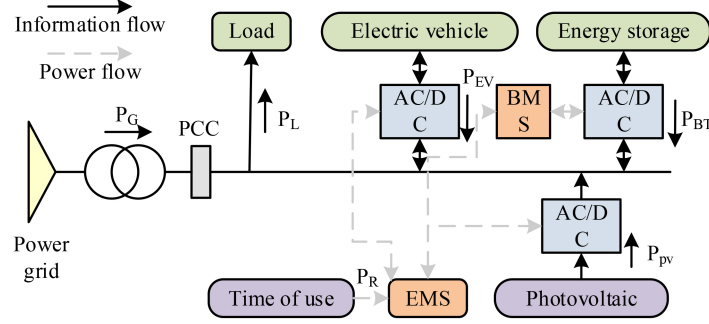 Information flow
Power flow
Load
Electric vehicle
Energy storage
P_G
PCC
P_L
AC/D
C
P_EV
BM
S
AC/D
C
P_BT
Power
grid
AC/D
C
P_pv
Time of use
P_R
EMS
Photovoltaic